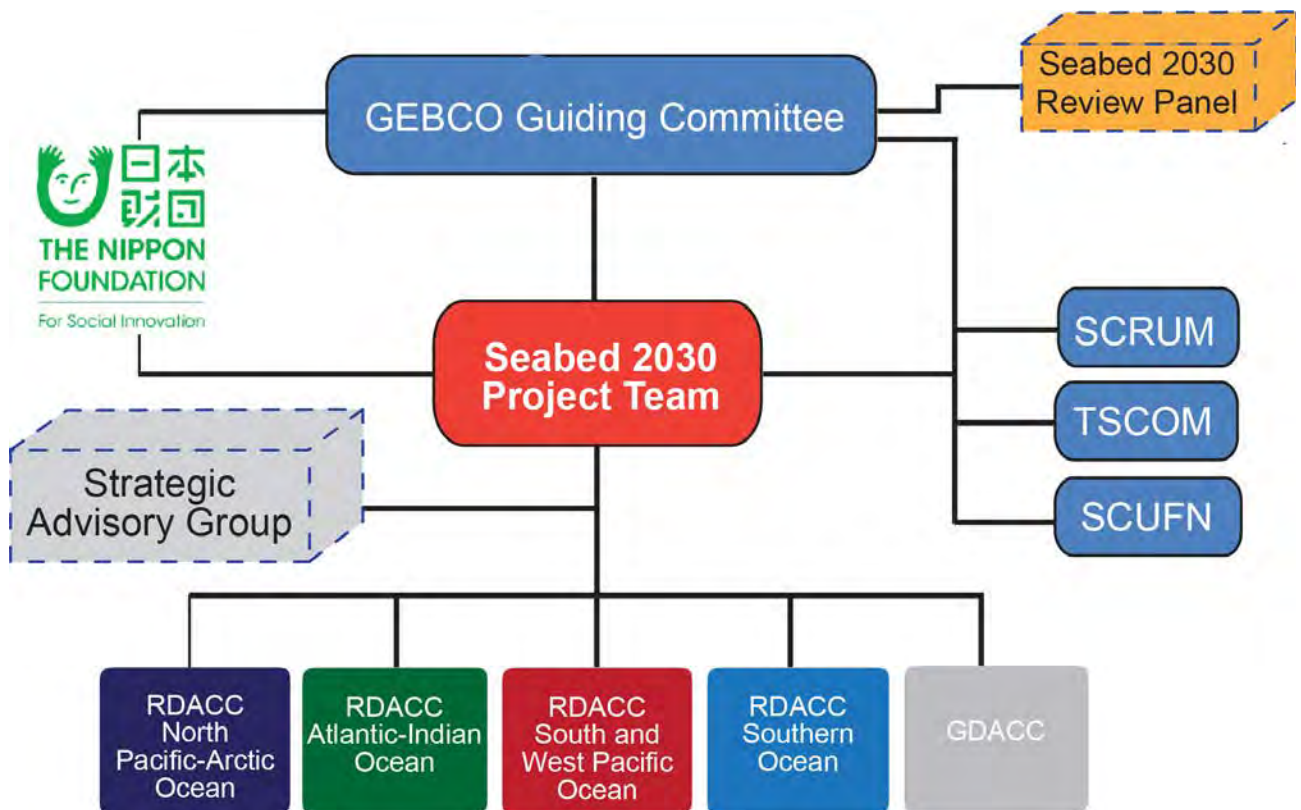 Seabed 2030
Review Panel
GEBCO Guiding Committee
日本
財団
THE NIPPON
FOUNDATION
For Social Innovation
SCRUM
Seabed 2030
Project Team
TSCOM
Strategic
Advisory Group
SCUFN
RDACC
North
Pacific-Arctic
Ocean
RDACC
Atlantic-Indian
Ocean
RDACC
South and
West Pacific
Ocean
RDACC
Southern
Ocean
GDACC